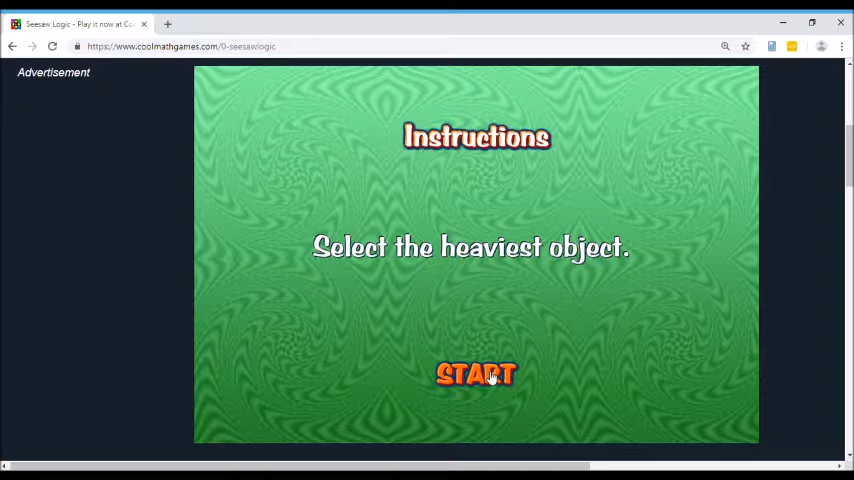 Seesaw Logic - Play it now at Co
https://www.coolmathgames.com/0-seesawlogic
Advertisement
Instructions
Select the heaviest object.
START